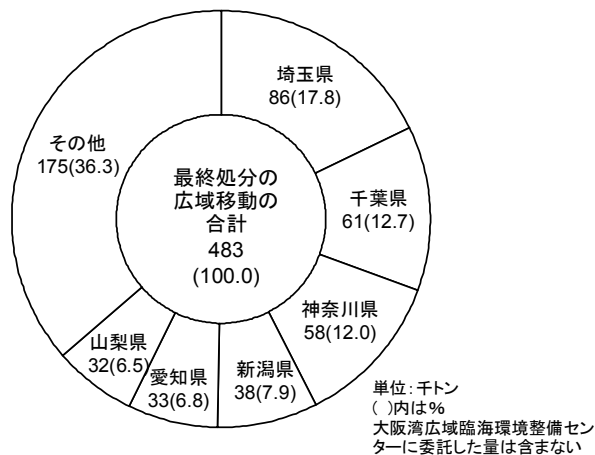 埼玉県
86(17.8)
千葉県
61(12.7)
神奈川県
58(12.0)
新潟県
38(7.9)
愛知県
33(6.8)
山梨県
32(6.5)
その他
175(36.3)
最終処分の
広域移動の
合計
483
(100.0)
単位：千トン
(　)内は％
大阪湾広域臨海環境整備セン
ターに委託した量は含まない